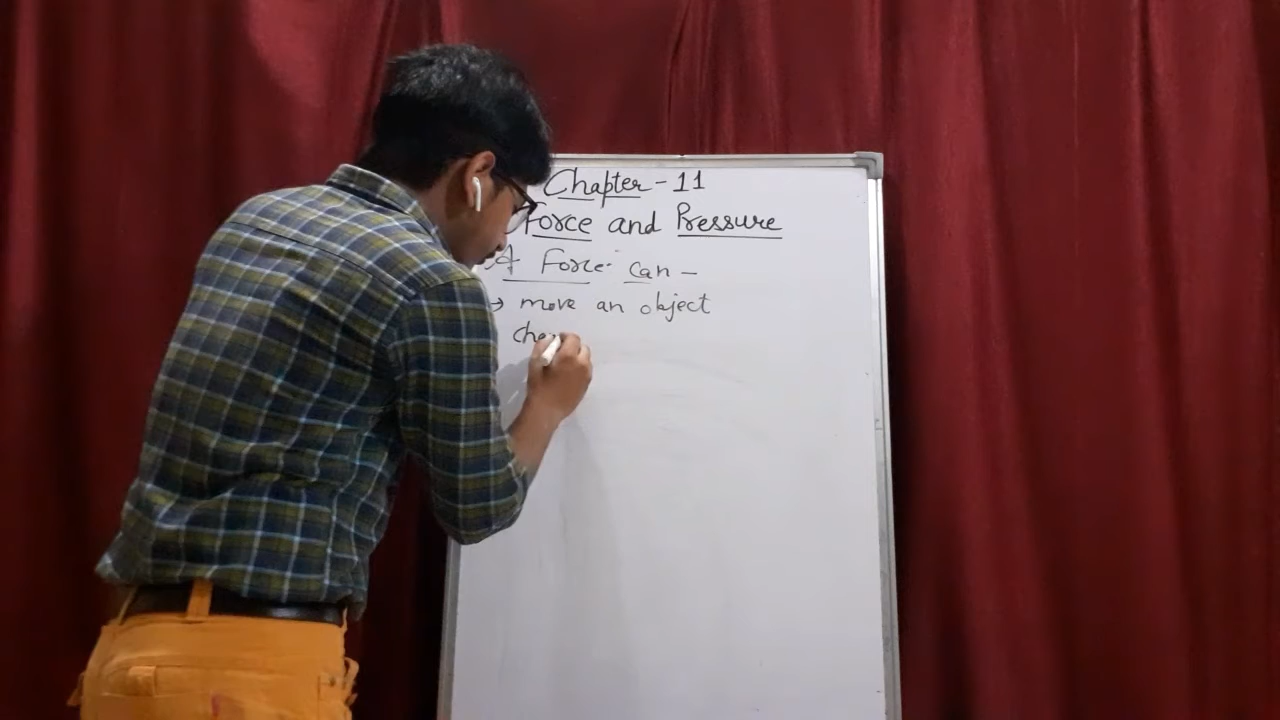 Chapter - 11
Force and Pressure
A Force can -
→ move an object